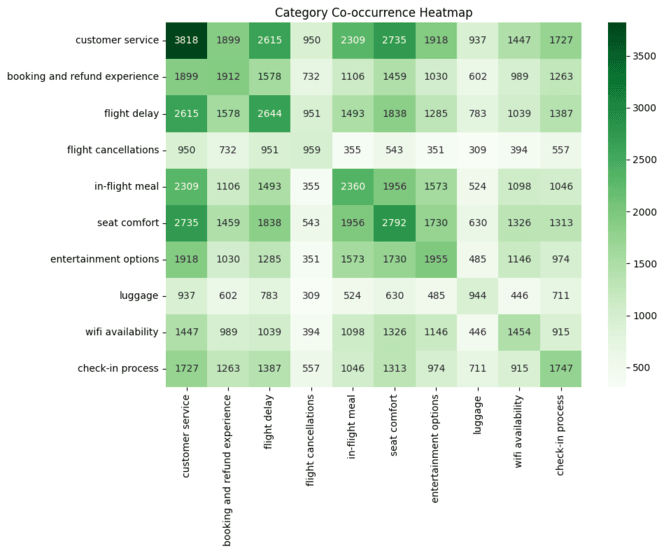 Category Co-occurrence Heatmap
customer service 3818 1899 2615 950 2309 2735 1918 937 1447 1727
booking and refund experience 1899 1912 1578 732 1106 1459 1030 602 989 1263
flight delay 2615 1578 2644 951 1493 1838 1285 783 1039 1387
flight cancellations 950 732 951 959 355 543 351 309 394 557
in-flight meal 2309 1106 1493 355 2360 1956 1573 524 1098 1046
seat comfort 2735 1459 1838 543 1956 2792 1730 630 1326 1313
entertainment options 1918 1030 1285 351 1573 1730 1955 485 1146 974
luggage 937 602 783 309 524 630 485 944 446 711
wifi availability 1447 989 1039 394 1098 1326 1146 446 1454 915
check-in process 1727 1263 1387 557 1046 1313 974 711 915 1747
customer service
booking and refund experience
flight delay
flight cancellations
in-flight meal
seat comfort
entertainment options
luggage
wifi availability
check-in process
3500
3000
2500
2000
1500
1000
500